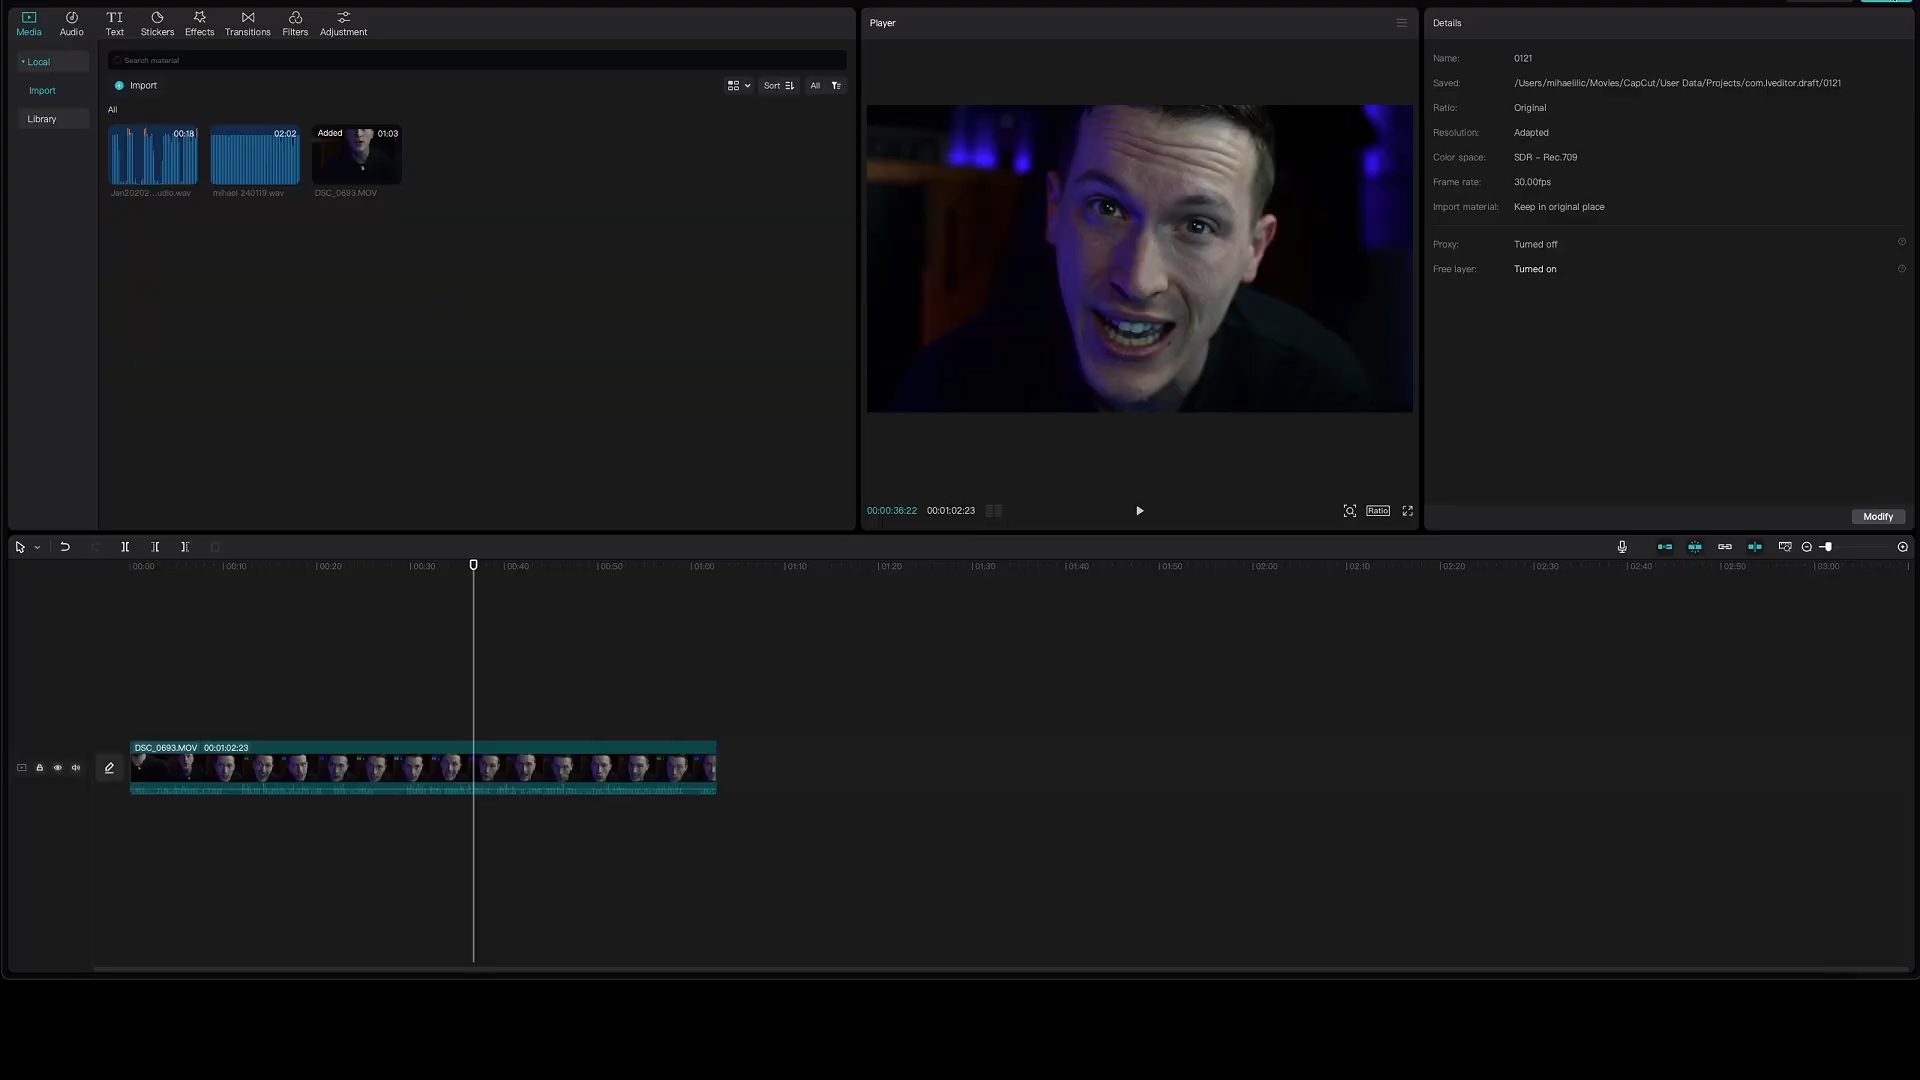 Media
Audio
Text
Stickers
Effects
Transitions
Filters
Adjustment
Local
Import
Library
Search material
Import
Sort
All
All
00:18
02:02
Added
01:03
Jan20202...udio.wav
mihael 240119.wav
DSC_0693.MOV
Player
00:00:36:22
00:01:02:23
Ratio
Details
Name: 0121
Saved: /Users/mihaelilic/Movies/CapCut/User Data/Projects/com.lveditor.draft/0121
Ratio: Original
Resolution: Adapted
Color space: SDR - Rec.709
Frame rate: 30.00fps
Import material: Keep in original place
Proxy: Turned off
Free layer: Turned on
Modify
00:00
00:10
00:20
00:30
00:40
00:50
01:00
01:10
01:20
01:30
01:40
01:50
02:00
02:10
02:20
02:30
02:40
02:50
03:00
DSC_0693.MOV 00:01:02:23